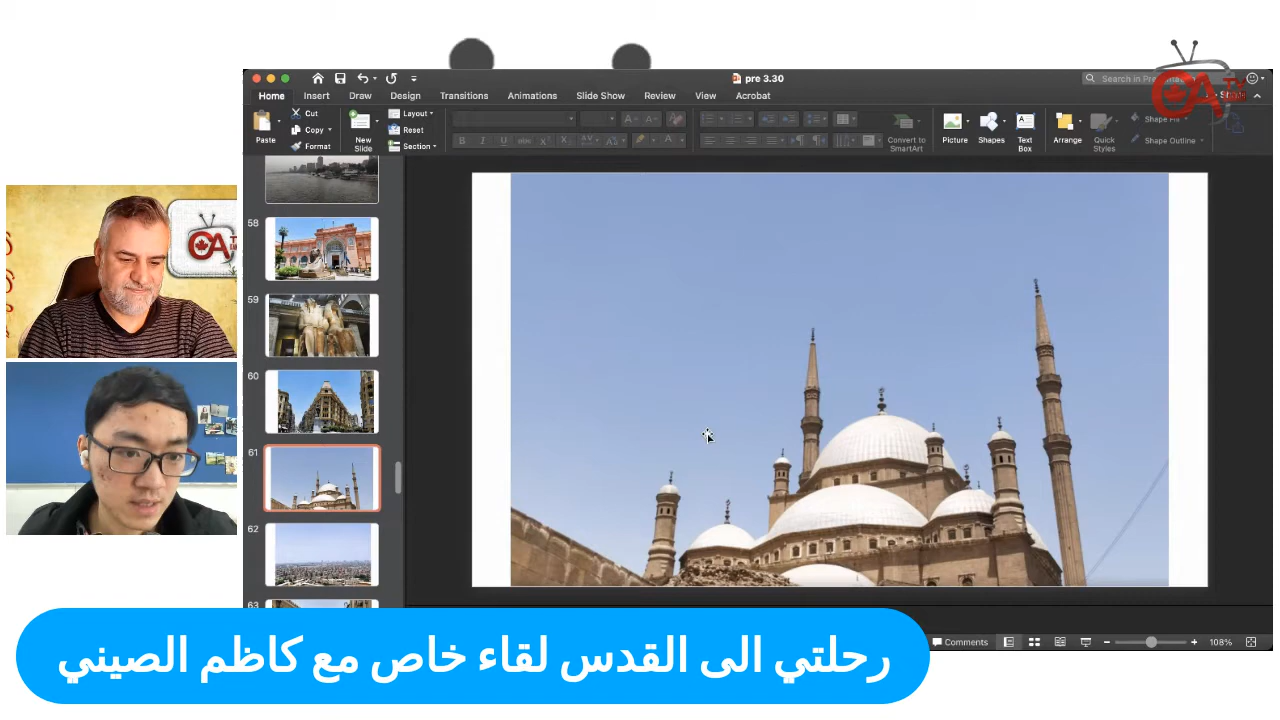 pre 3.30
Home Insert Draw Design Transitions Animations Slide Show Review View Acrobat
Paste
Cut
Copy
Format
New Slide
Layout
Reset
Section
Convert to SmartArt
Picture
Shapes
Text Box
Arrange
Quick Styles
Shape Outline
58
59
60
61
62
63
Comments
108%
رحلتي الى القدس لقاء خاص مع كاظم الصيني